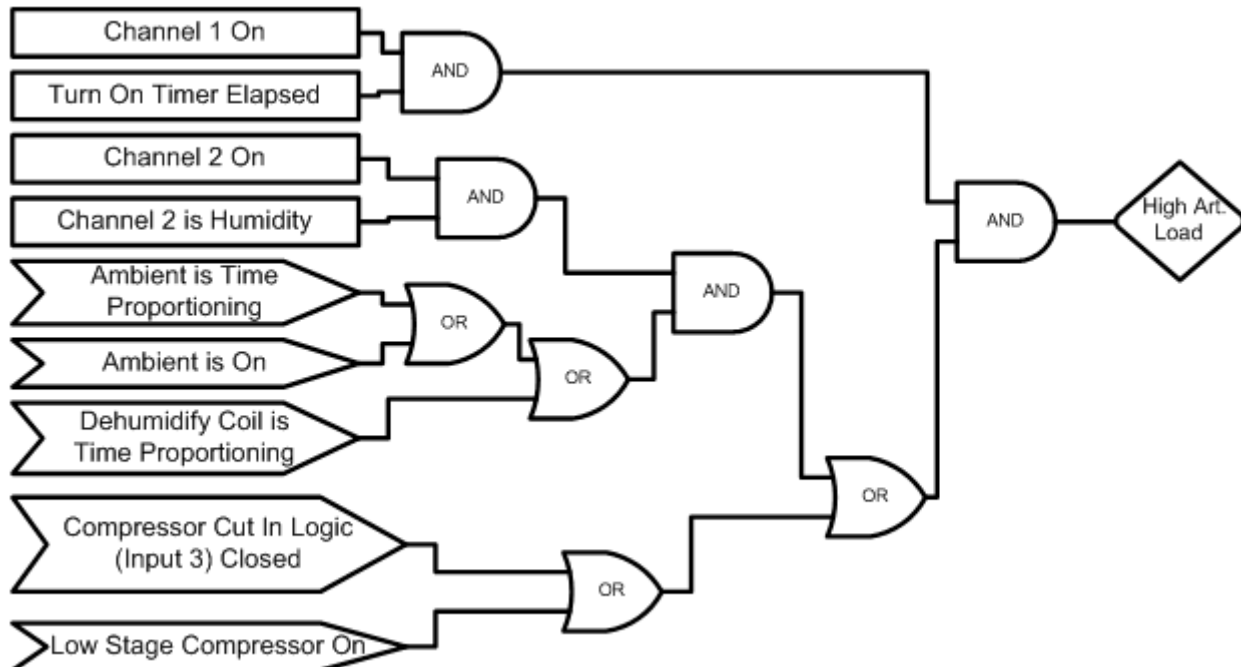 Channel 1 On
AND
Turn On Timer Elapsed
Channel 2 On
AND
Channel 2 is Humidity
AND
High Art.
Load
Ambient is Time
Proportioning
AND
OR
Ambient is On
OR
Dehumidify Coil is
Time Proportioning
OR
Compressor Cut In Logic
(Input 3) Closed
OR
Low Stage Compressor On